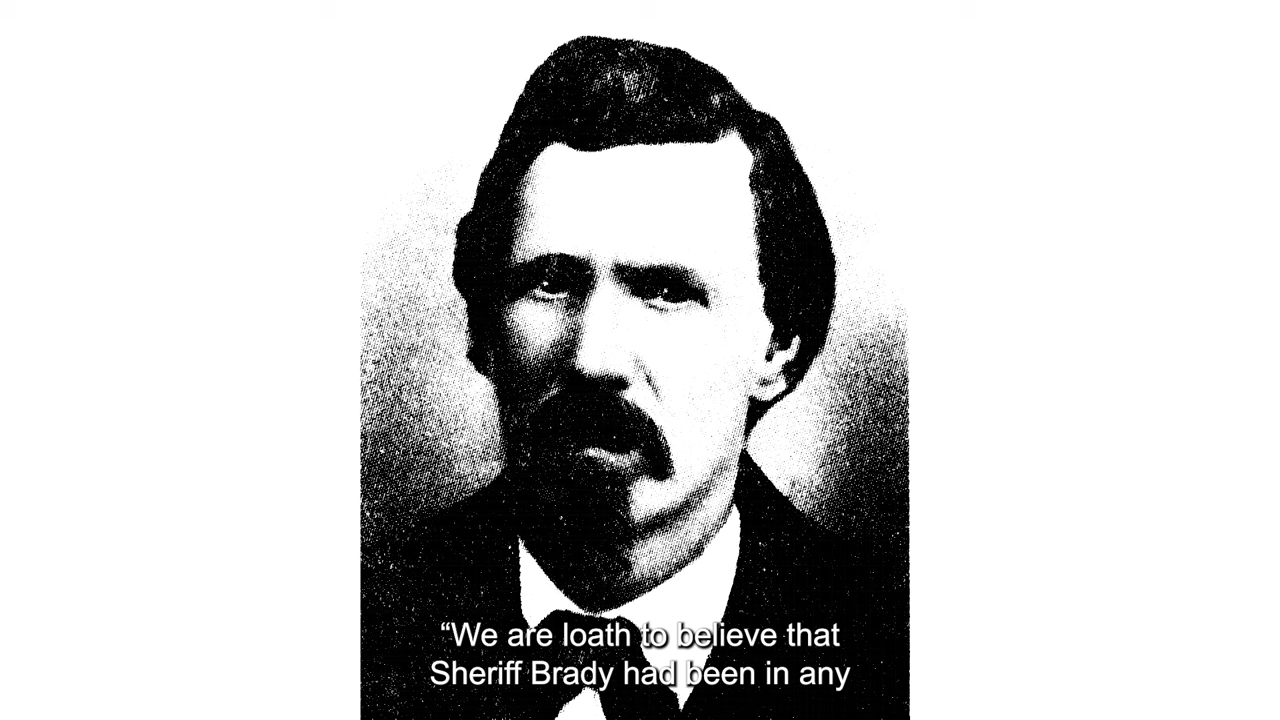 “We are loath to believe that
Sheriff Brady had been in any